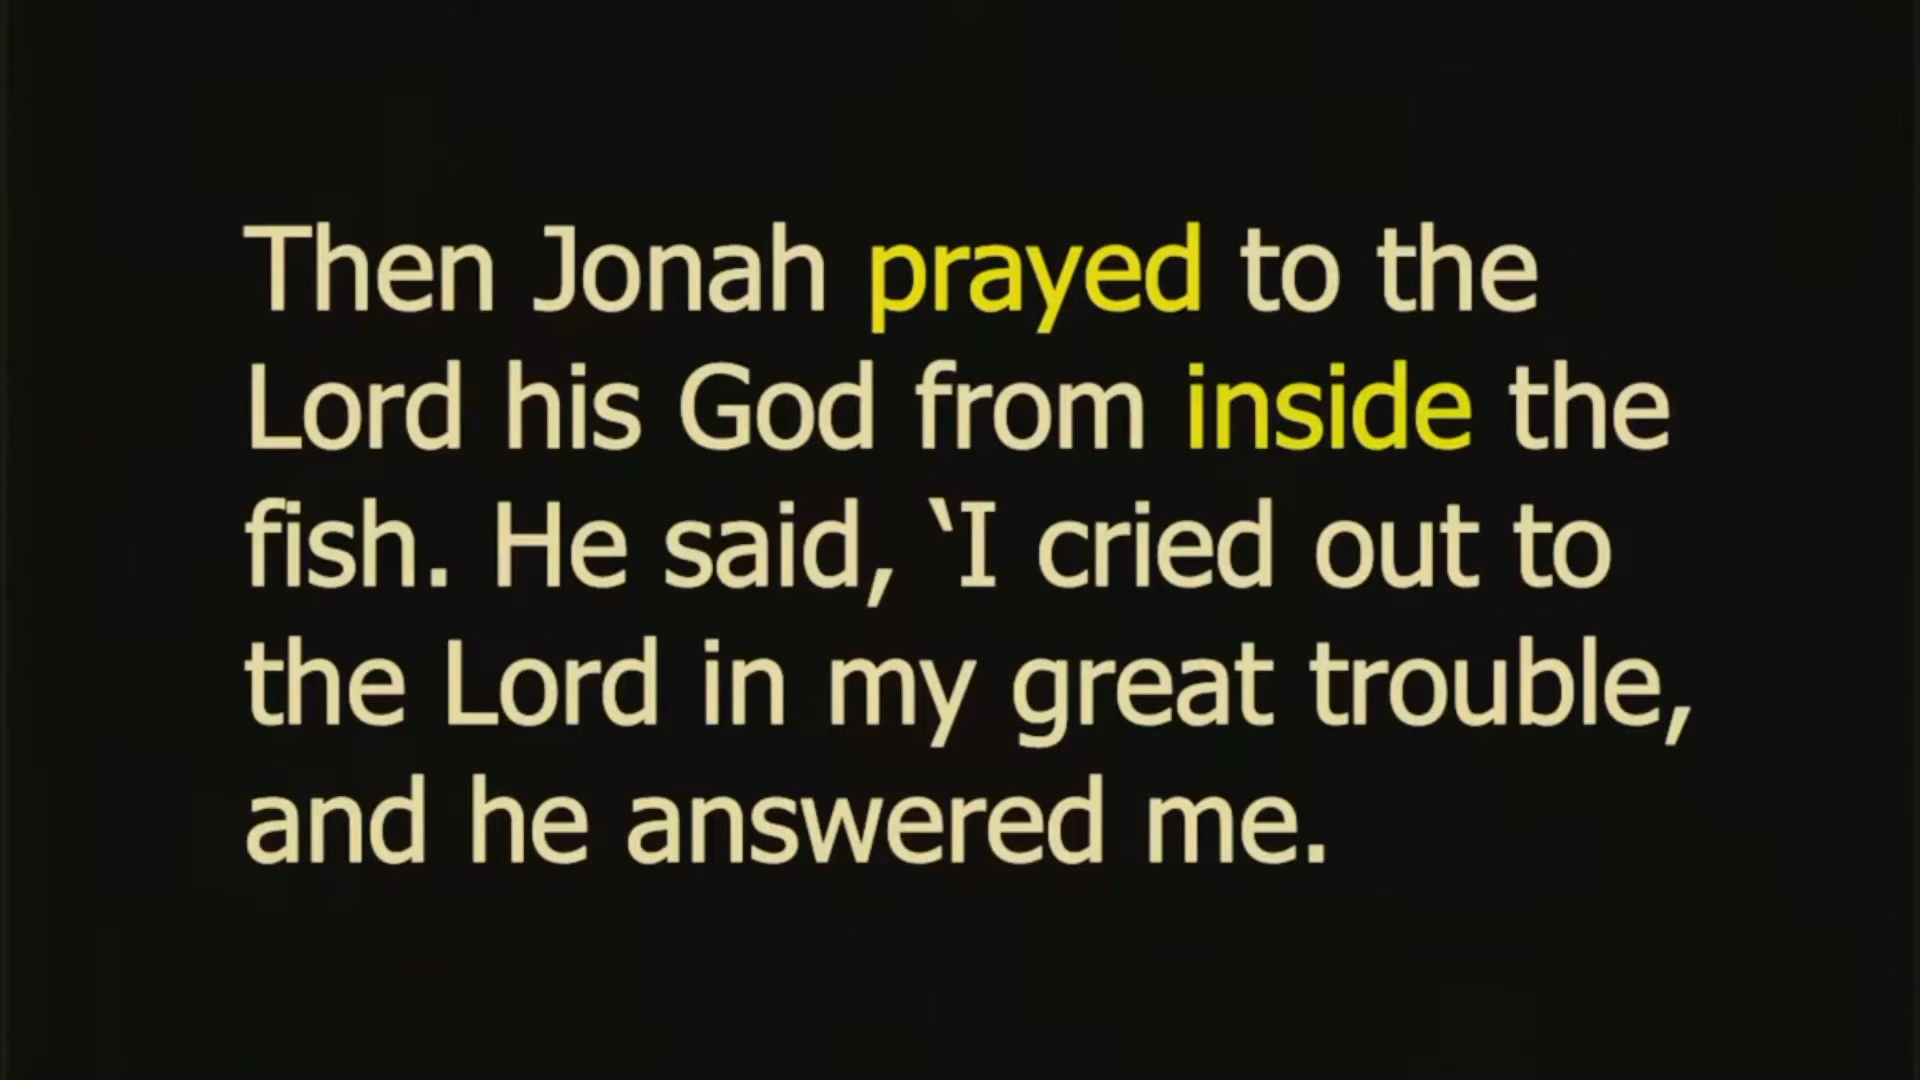 Then Jonah prayed to the
Lord his God from inside the
fish. He said, ‘I cried out to
the Lord in my great trouble,
and he answered me.